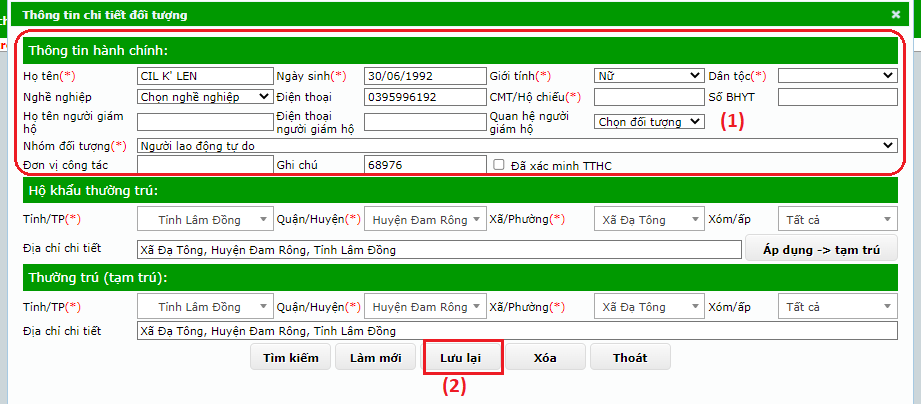 Thông tin chi tiết đối tượng
Thông tin hành chính:
Họ tên(*) CIL K' LEN Ngày sinh(*) 30/06/1992 Giới tính(*) Nữ Dân tộc(*)
Nghề nghiệp Chọn nghề nghiệp Điện thoại 0395996192 CMT/Hộ chiếu(*) Số BHYT
Họ tên người giám hộ Điện thoại người giám hộ Quan hệ người giám hộ Chọn đối tượng (1)
Nhóm đối tượng(*) Người lao động tự do
Đơn vị công tác Ghi chú 68976 Đã xác minh TTHC
Hộ khẩu thường trú:
Tỉnh/TP(*) Tỉnh Lâm Đồng Quận/Huyện(*) Huyện Đam Rông Xã/Phường(*) Xã Đạ Tông Xóm/ấp Tất cả
Địa chỉ chi tiết Xã Đạ Tông, Huyện Đam Rông, Tỉnh Lâm Đồng Áp dụng -> tạm trú
Thường trú (tạm trú):
Tỉnh/TP(*) Tỉnh Lâm Đồng Quận/Huyện(*) Huyện Đam Rông Xã/Phường(*) Xã Đạ Tông Xóm/ấp Tất cả
Địa chỉ chi tiết Xã Đạ Tông, Huyện Đam Rông, Tỉnh Lâm Đồng
Tìm kiếm Làm mới Lưu lại Xóa Thoát
(2)